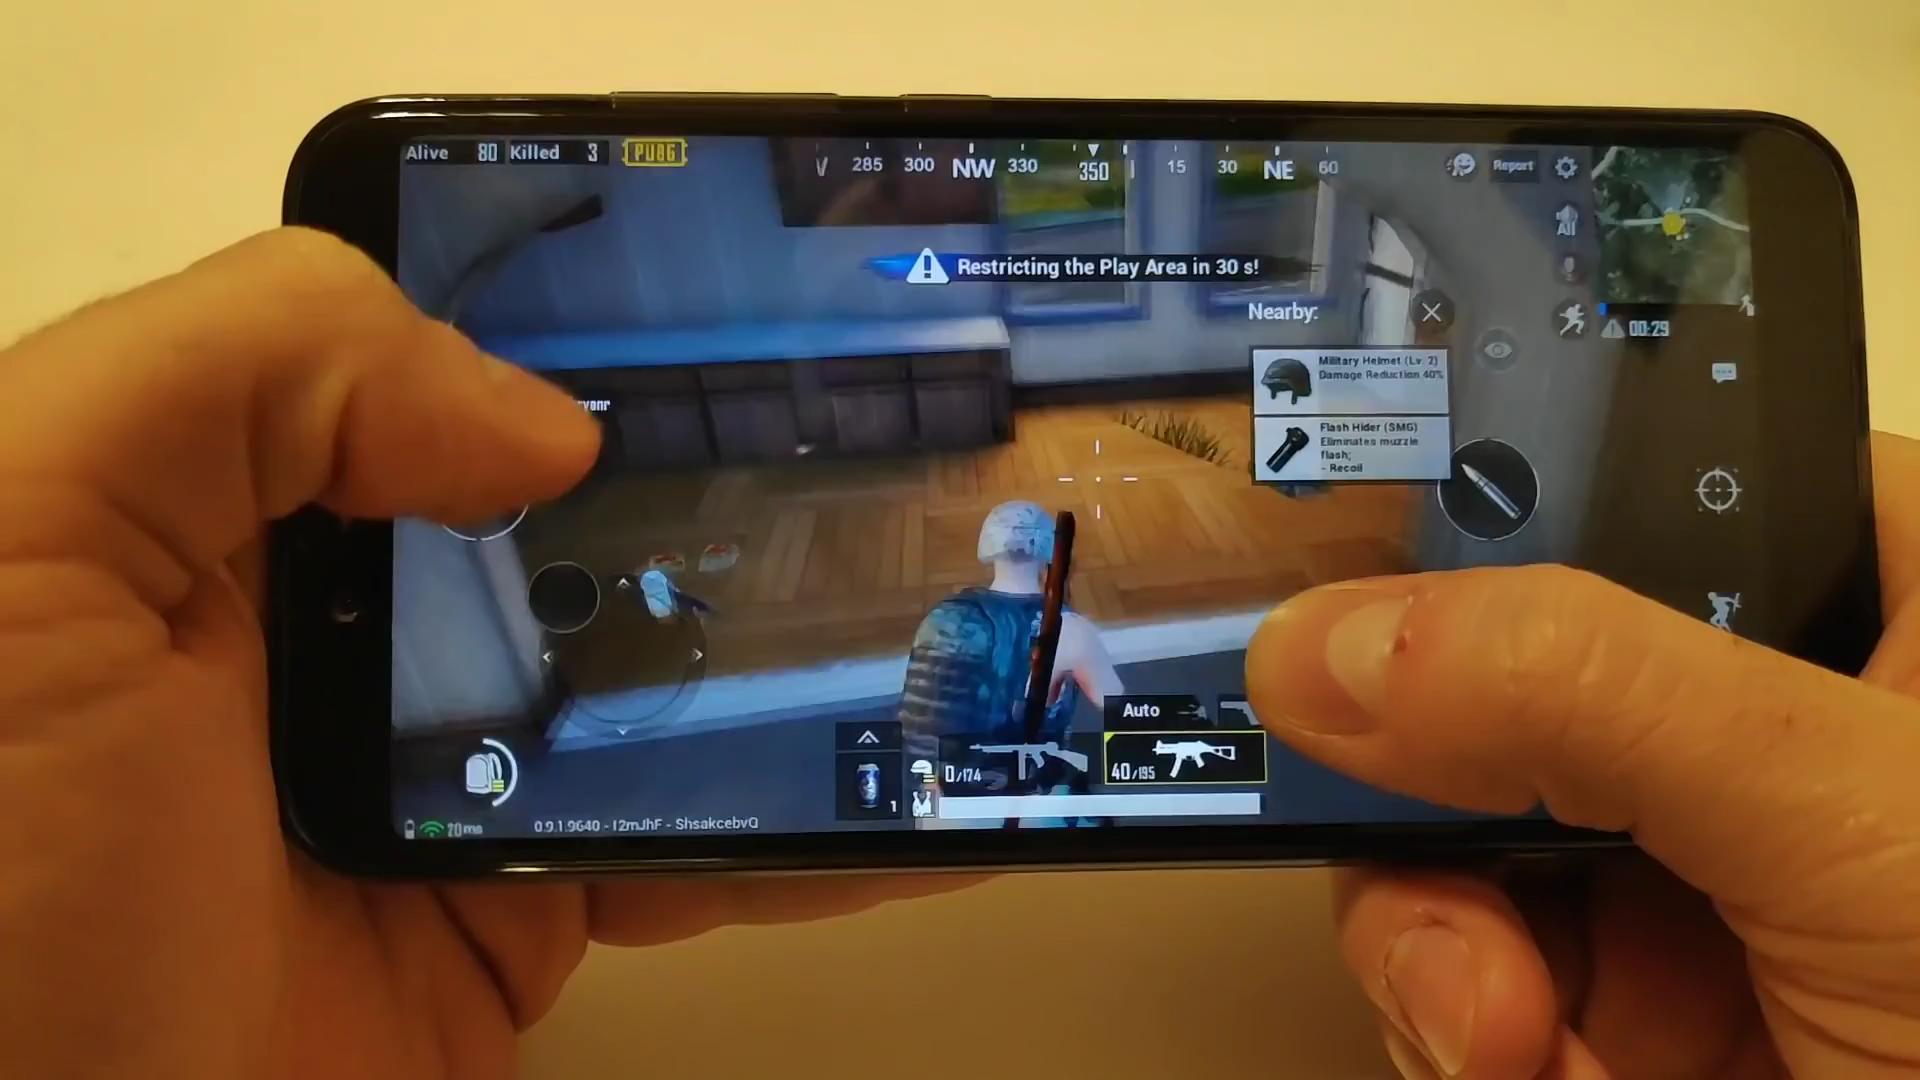 Alive 80 Killed 3 PUBG
285 300 NW 330 350 15 30 NE 60
Report
All
Restricting the Play Area in 30 s!
Nearby:
00:29
Military Helmet (Lv. 2)
Damage Reduction 40%
Flash Hider (SMG)
Eliminates muzzle
flash;
- Recoil
Auto
0/174
40/195
1
20ms
0.9.1.9640 - I2mJhF - ShsakcebvQ